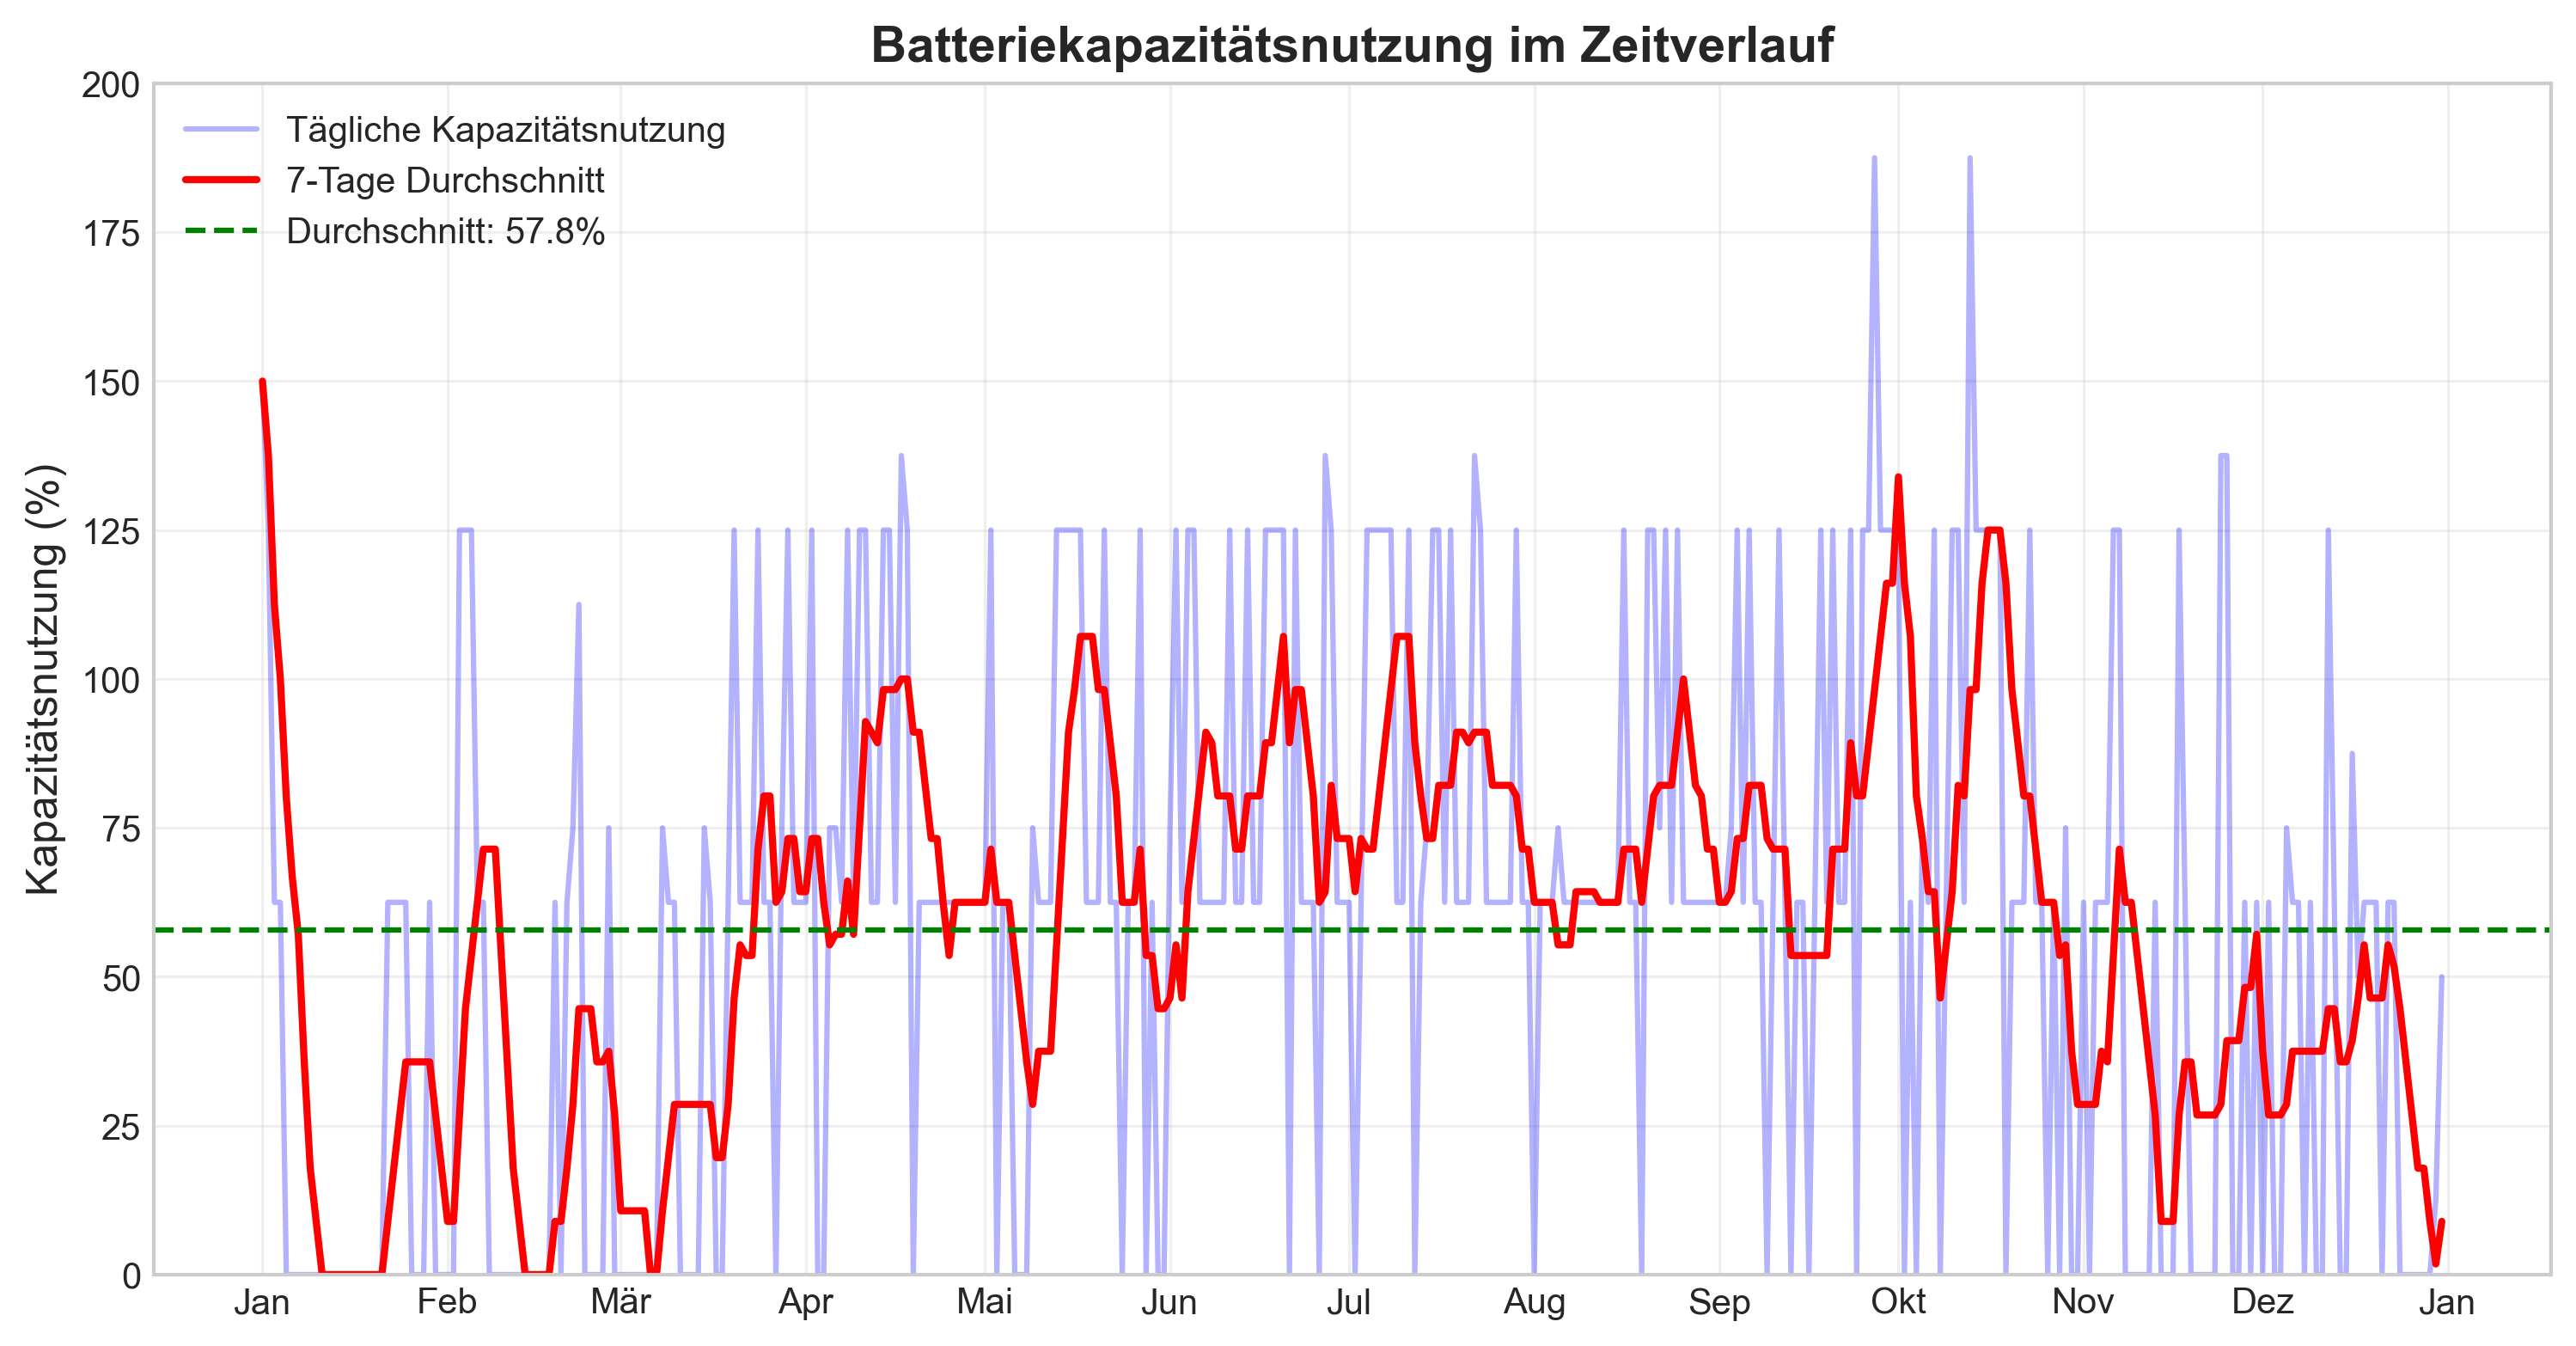 Batteriekapazitätsnutzung im Zeitverlauf
Kapazitätsnutzung (%)
200
175
150
125
100
75
50
25
0
Tägliche Kapazitätsnutzung
7-Tage Durchschnitt
Durchschnitt: 57.8%
Jan Feb Mär Apr Mai Jun Jul Aug Sep Okt Nov Dez Jan